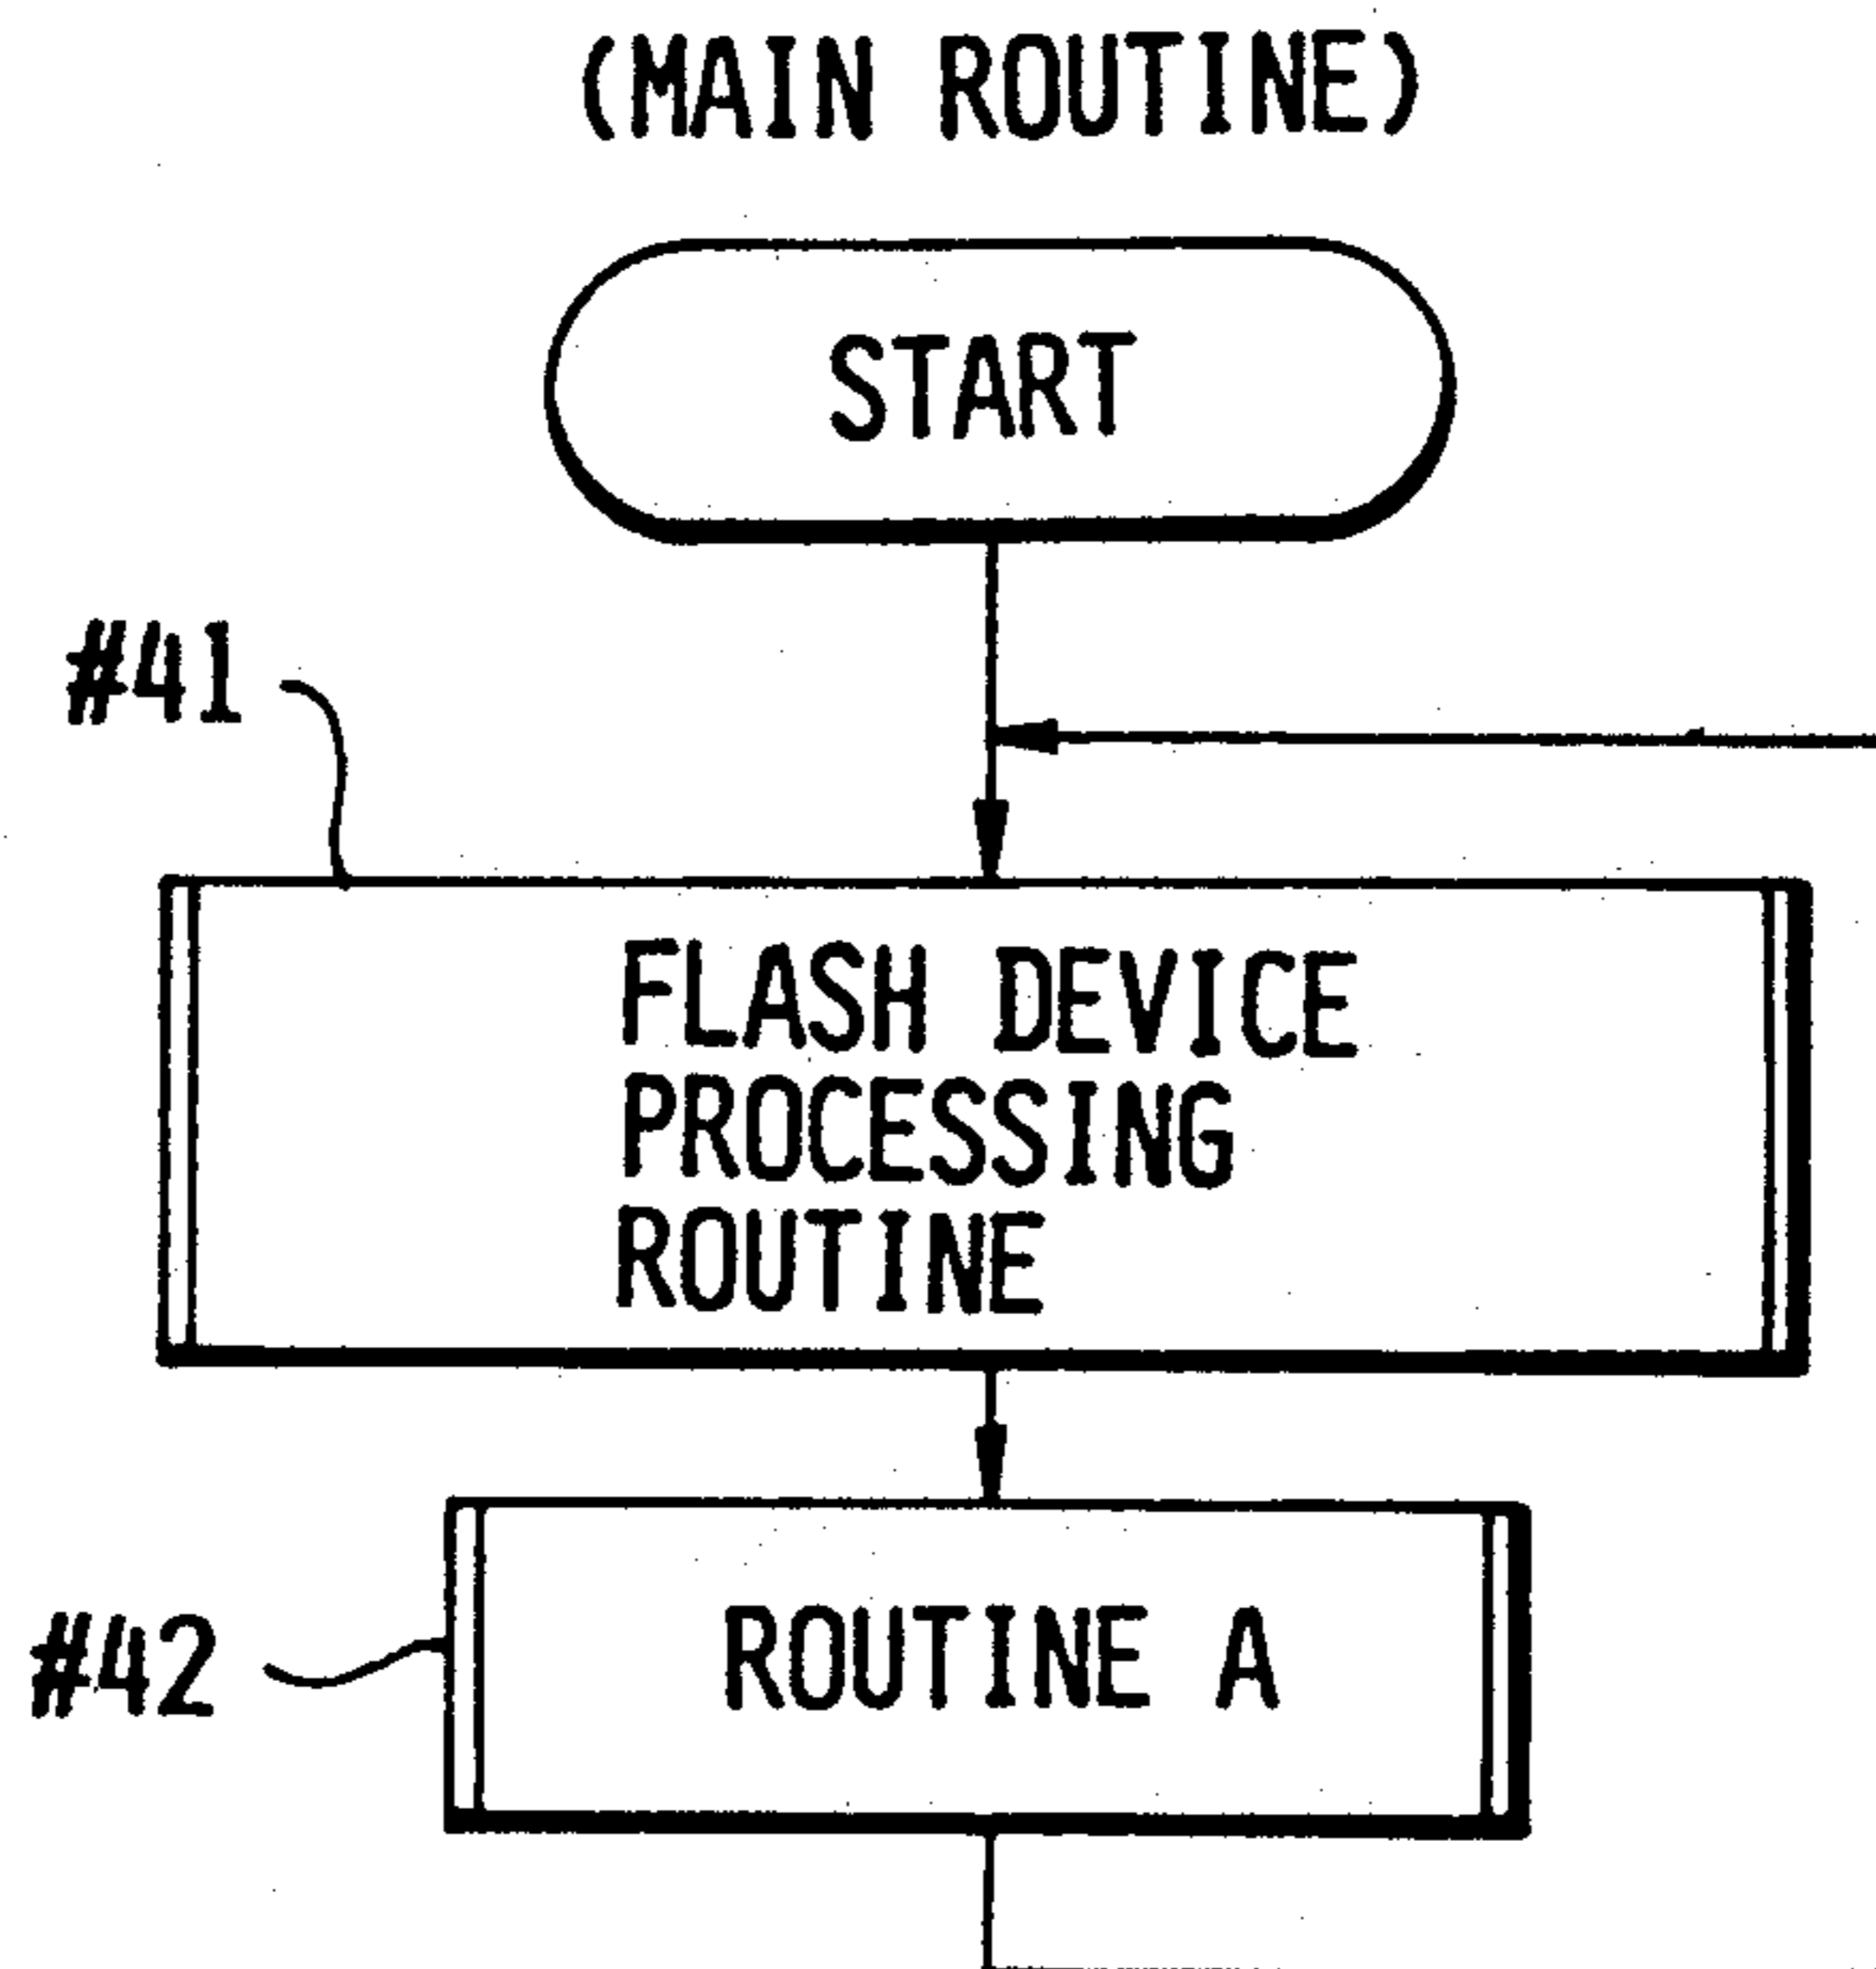 (MAIN ROUTINE)
START
#41
FLASH DEVICE
PROCESSING
ROUTINE
#42
ROUTINE A